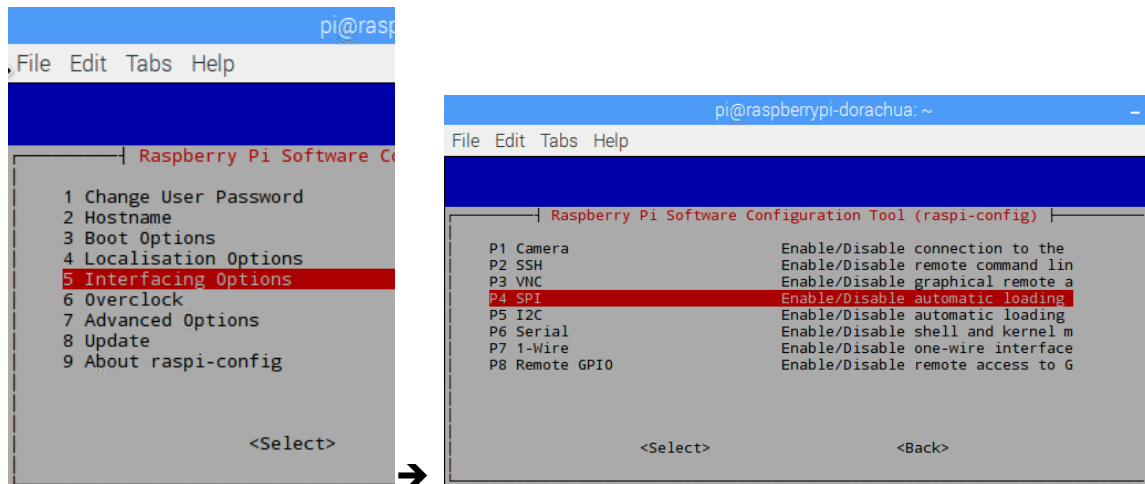 pi@rasp
File Edit Tabs Help
Raspberry Pi Software Co
1 Change User Password
2 Hostname
3 Boot Options
4 Localisation Options
5 Interfacing Options
6 Overclock
7 Advanced Options
8 Update
9 About raspi-config
<Select>
➔
pi@raspberrypi-dorachua: ~
File Edit Tabs Help
Raspberry Pi Software Configuration Tool (raspi-config)
P1 Camera Enable/Disable connection to the
P2 SSH Enable/Disable remote command lin
P3 VNC Enable/Disable graphical remote a
P4 SPI Enable/Disable automatic loading
P5 I2C Enable/Disable automatic loading
P6 Serial Enable/Disable shell and kernel m
P7 1-Wire Enable/Disable one-wire interface
P8 Remote GPIO Enable/Disable remote access to G
<Select> <Back>